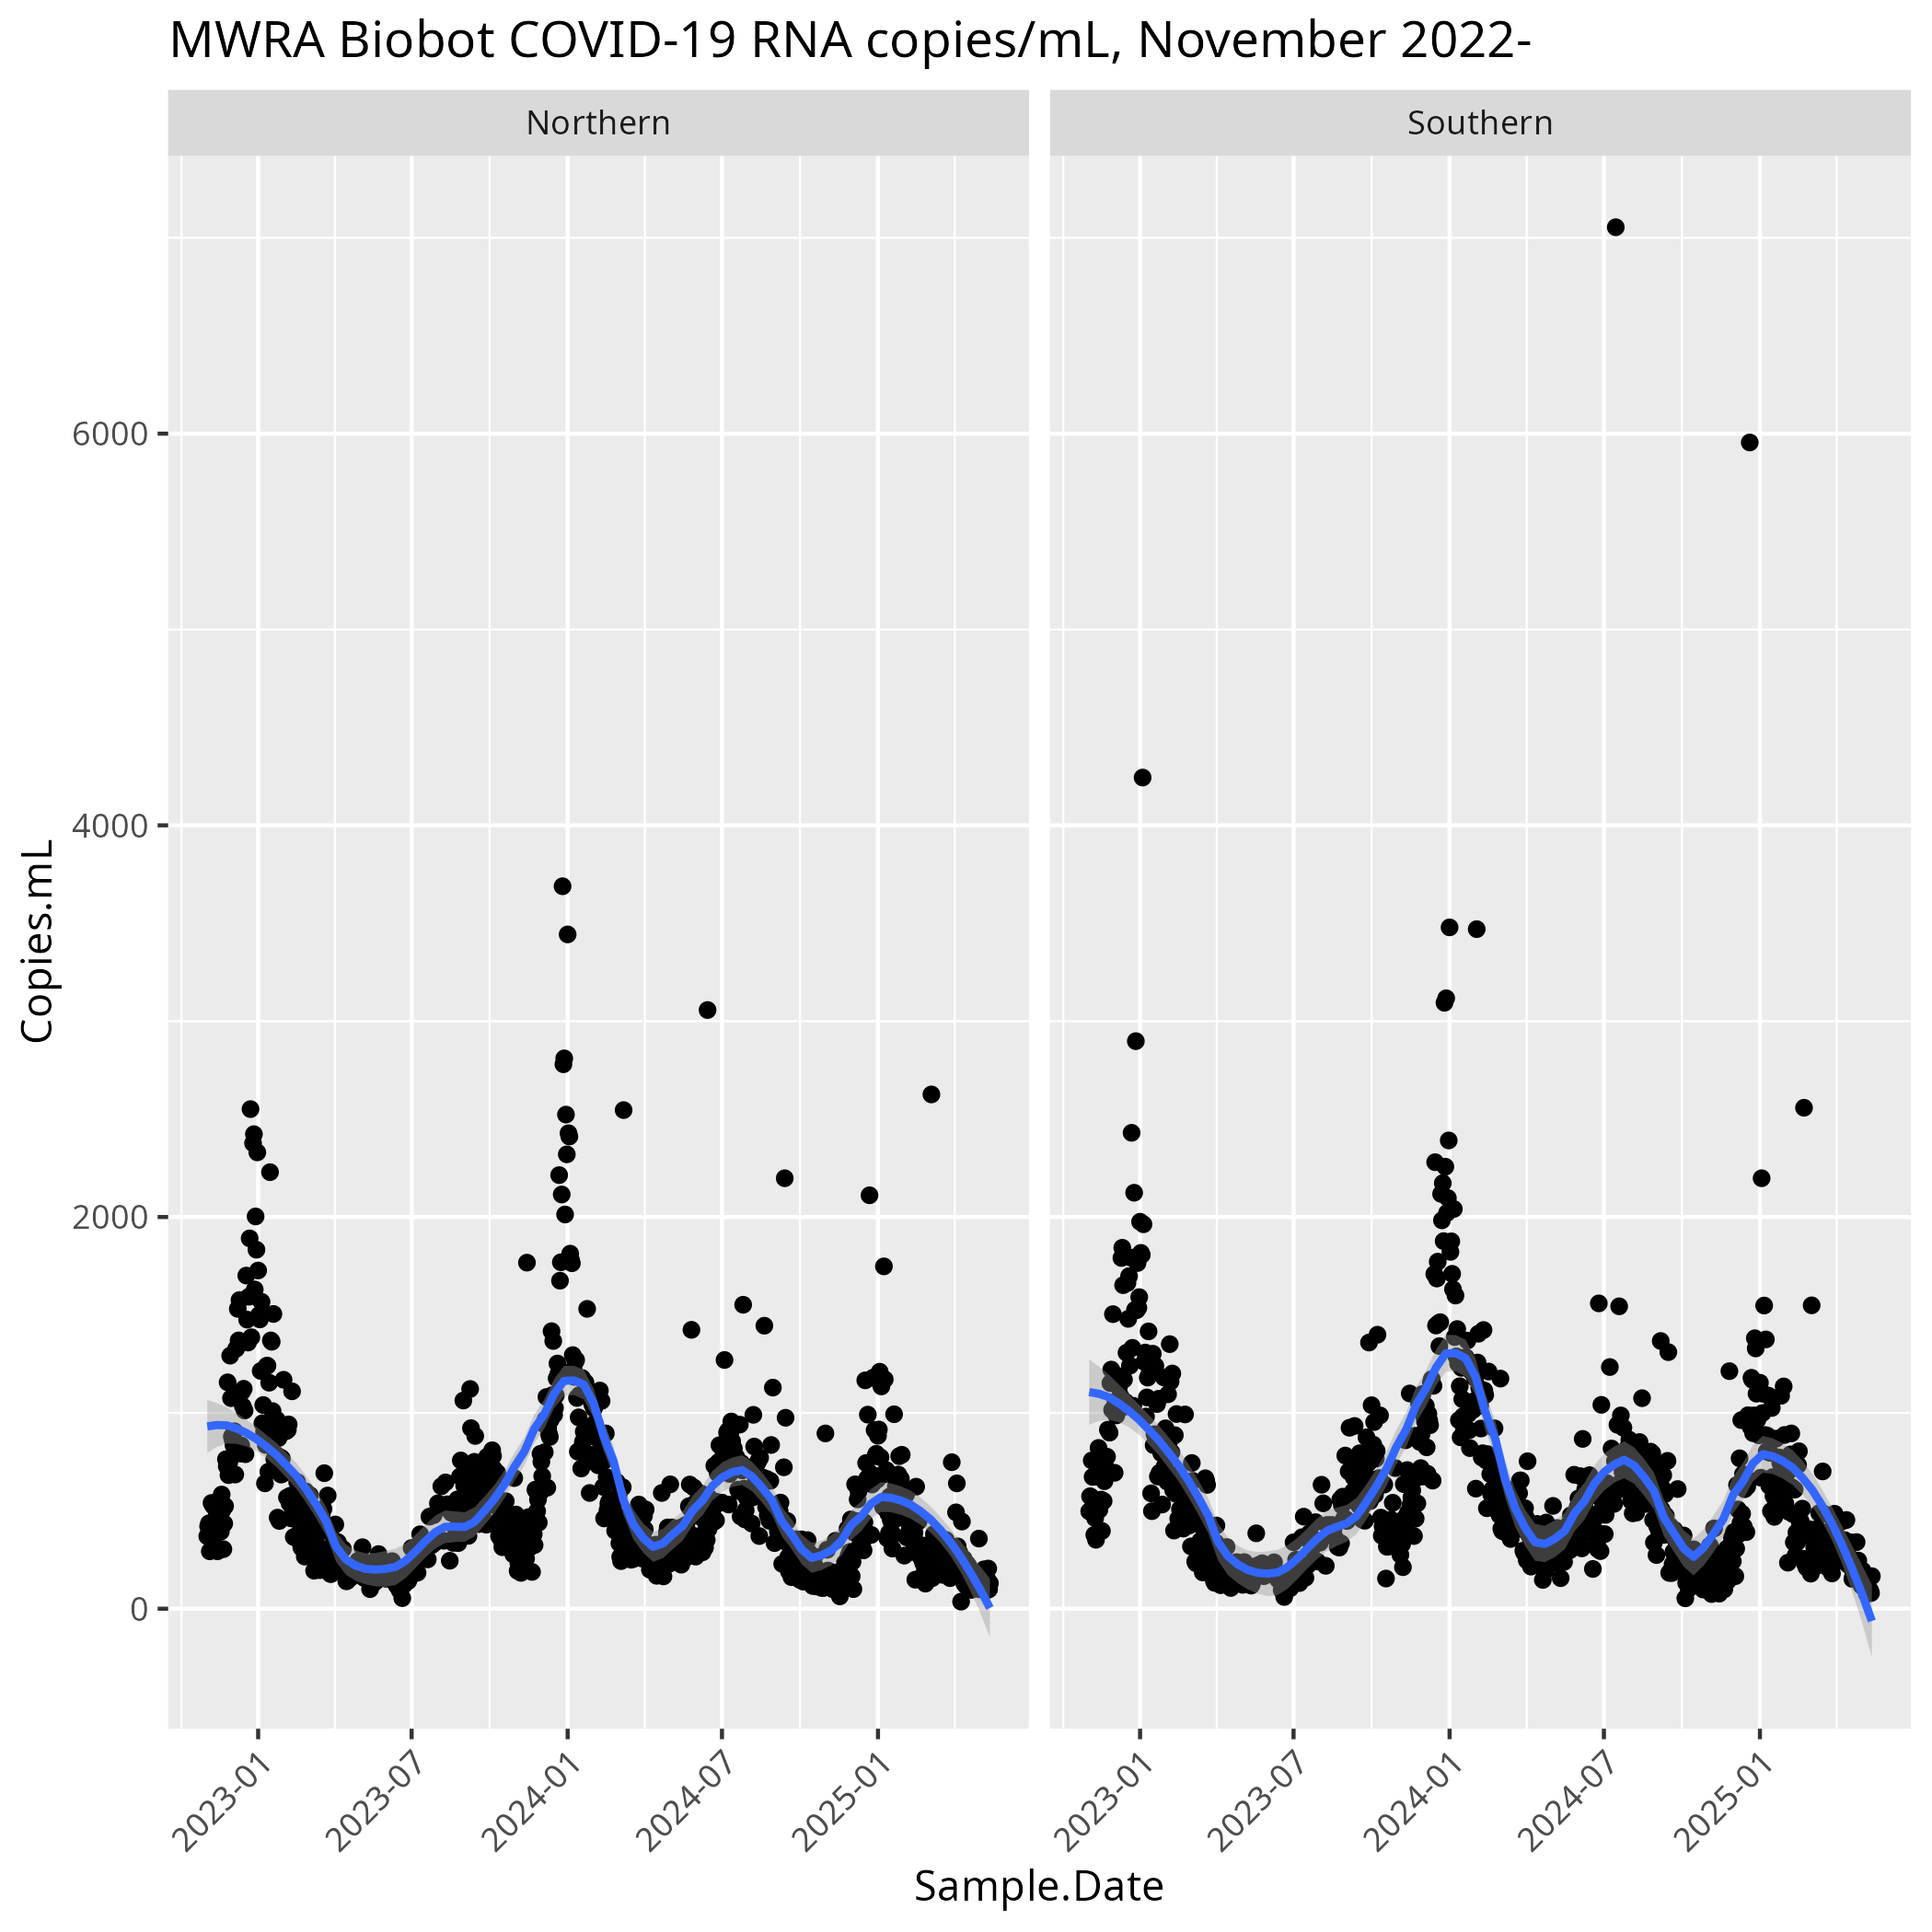 MWRA Biobot COVID-19 RNA copies/mL, November 2022-
Northern
Southern
Copies.mL
6000
4000
2000
0
2023-01
2023-07
2024-01
2024-07
2025-01
2023-01
2023-07
2024-01
2024-07
2025-01
Sample.Date